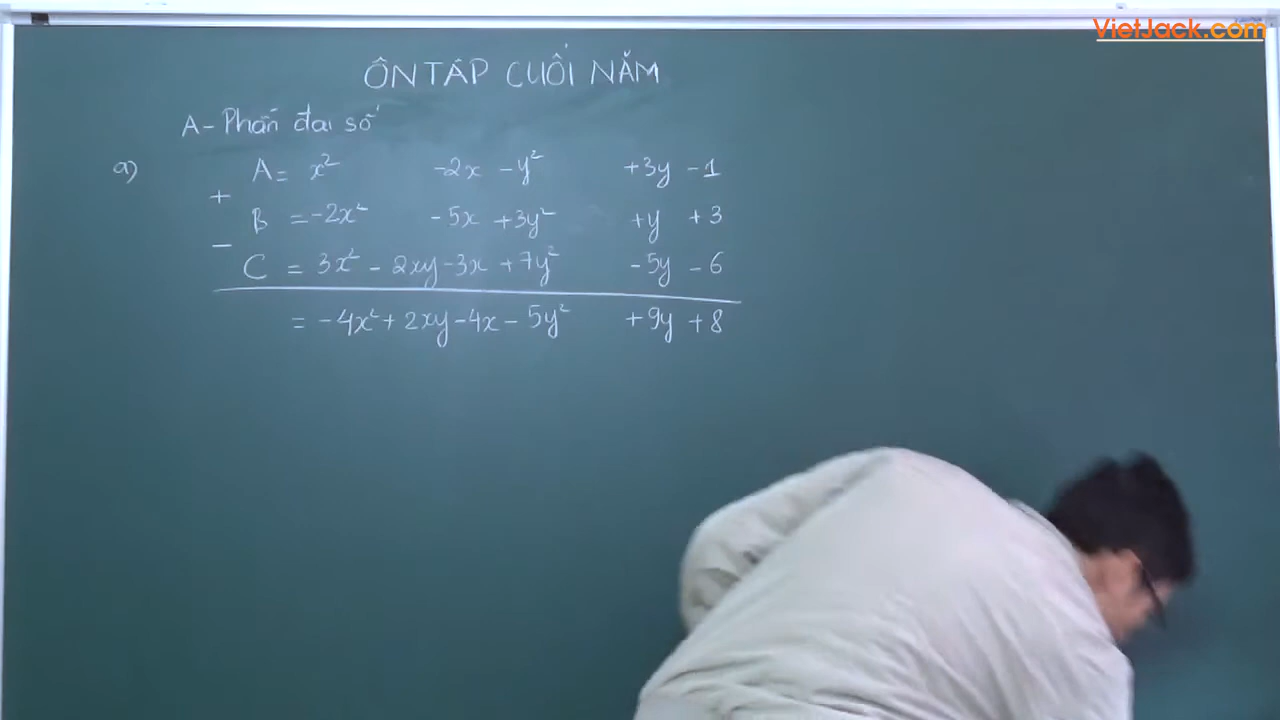 VietJack.com
ÔN TẬP CUỐI NĂM
A - Phần đại số
a) A = x² -2x -y² +3y -1
+
B = -2x² -5x +3y² +y +3
−
C = 3x² - 2xy -3x +7y² -5y -6
= -4x² + 2xy -4x - 5y² +9y +8